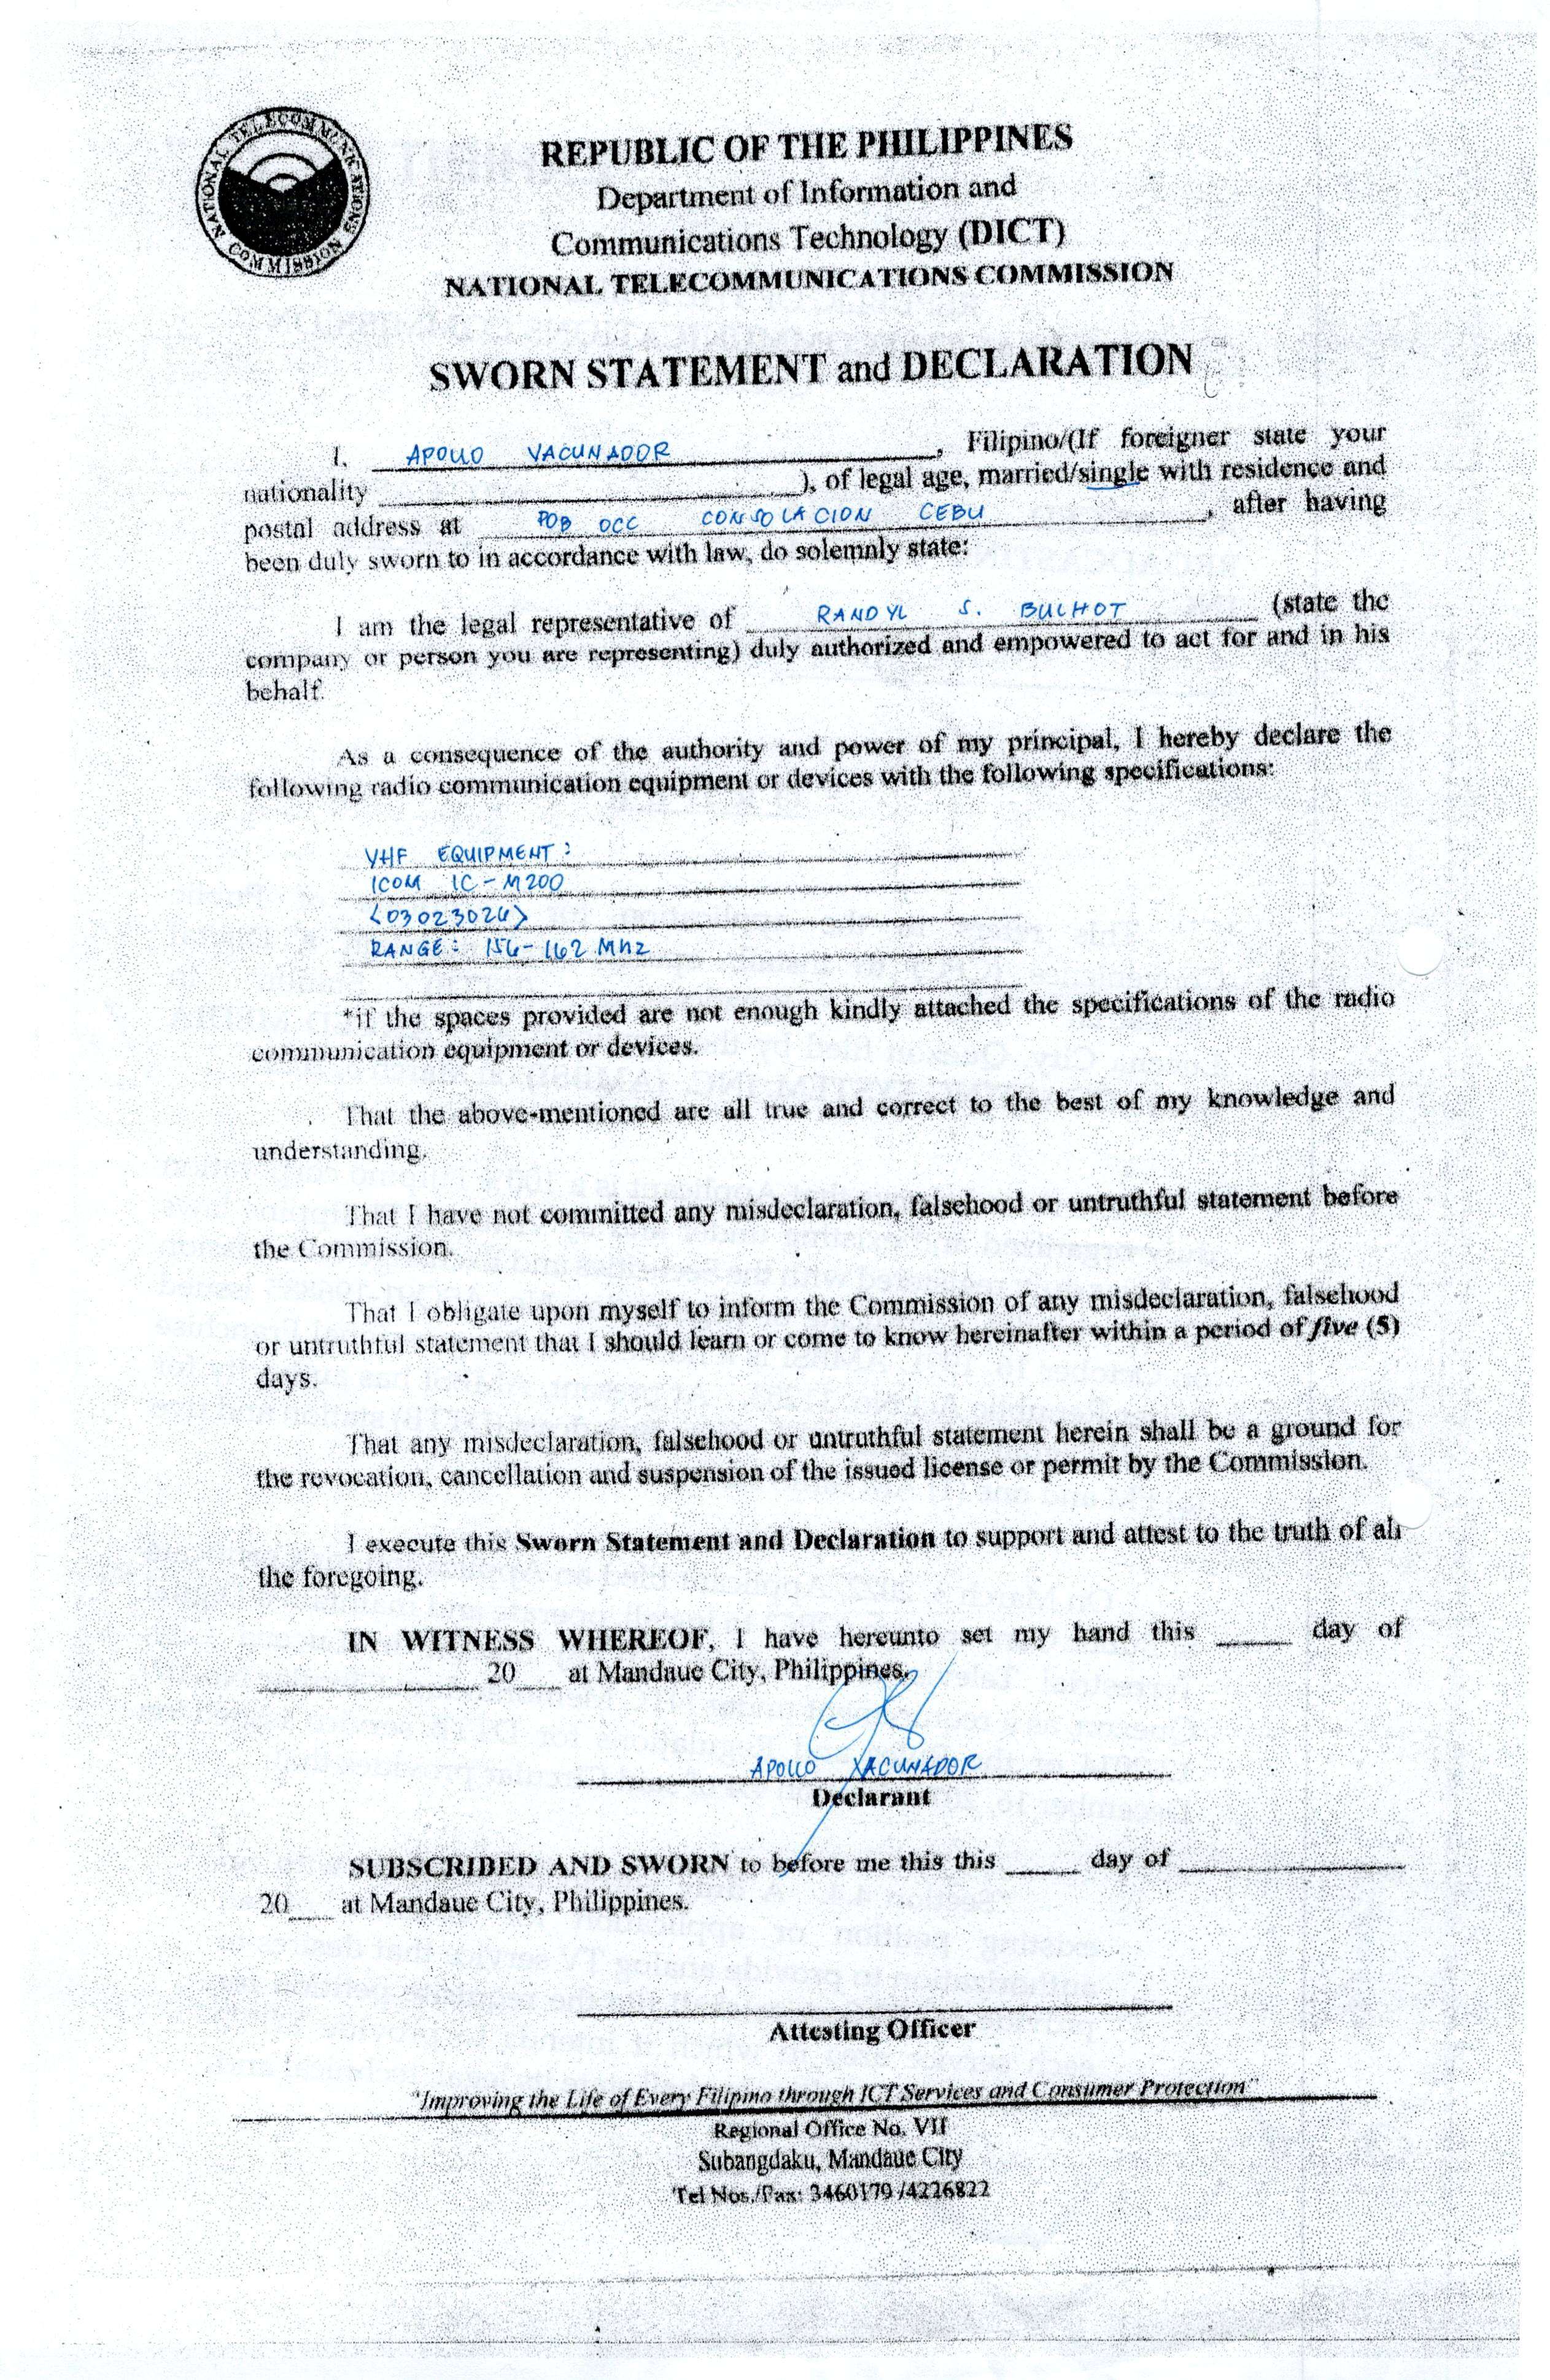 NATIONAL TELECOMMUNICATIONS COMMISSION
REPUBLIC OF THE PHILIPPINES
Department of Information and
Communications Technology (DICT)
NATIONAL TELECOMMUNICATIONS COMMISSION
SWORN STATEMENT and DECLARATION
I, APOLLO VACUNADOR, Filipino/(If foreigner state your
nationality ), of legal age, married/single with residence and
postal address at POB OCC CONSOLACION CEBU, after having
been duly sworn to in accordance with law, do solemnly state:
I am the legal representative of RANDYL S. BULHOT (state the
company or person you are representing) duly authorized and empowered to act for and in his
behalf.
As a consequence of the authority and power of my principal, I hereby declare the
following radio communication equipment or devices with the following specifications:
VHF EQUIPMENT:
ICOM IC-M200
RANGE: 156-162 MHz
*if the spaces provided are not enough kindly attached the specifications of the radio
communication equipment or devices.
That the above-mentioned are all true and correct to the best of my knowledge and
understanding.
That I have not committed any misdeclaration, falsehood or untruthful statement before
the Commission.
That I obligate upon myself to inform the Commission of any misdeclaration, falsehood
or untruthful statement that I should learn or come to know hereinafter within a period of five (5)
days.
That any misdeclaration, falsehood or untruthful statement herein shall be a ground for
the revocation, cancellation and suspension of the issued license or permit by the Commission.
I execute this Sworn Statement and Declaration to support and attest to the truth of all
the foregoing.
IN WITNESS WHEREOF, I have hereunto set my hand this ____ day of
____ 20__ at Mandaue City, Philippines.
APOLLO VACUNADOR
Declarant
SUBSCRIBED AND SWORN to before me this this ____ day of ____
20__ at Mandaue City, Philippines.
Attesting Officer
"Improving the Life of Every Filipino through ICT Services and Consumer Protection"
Regional Office No. VII
Subangdaku, Mandaue City
Tel Nos./Fax: 3460179 /4226822